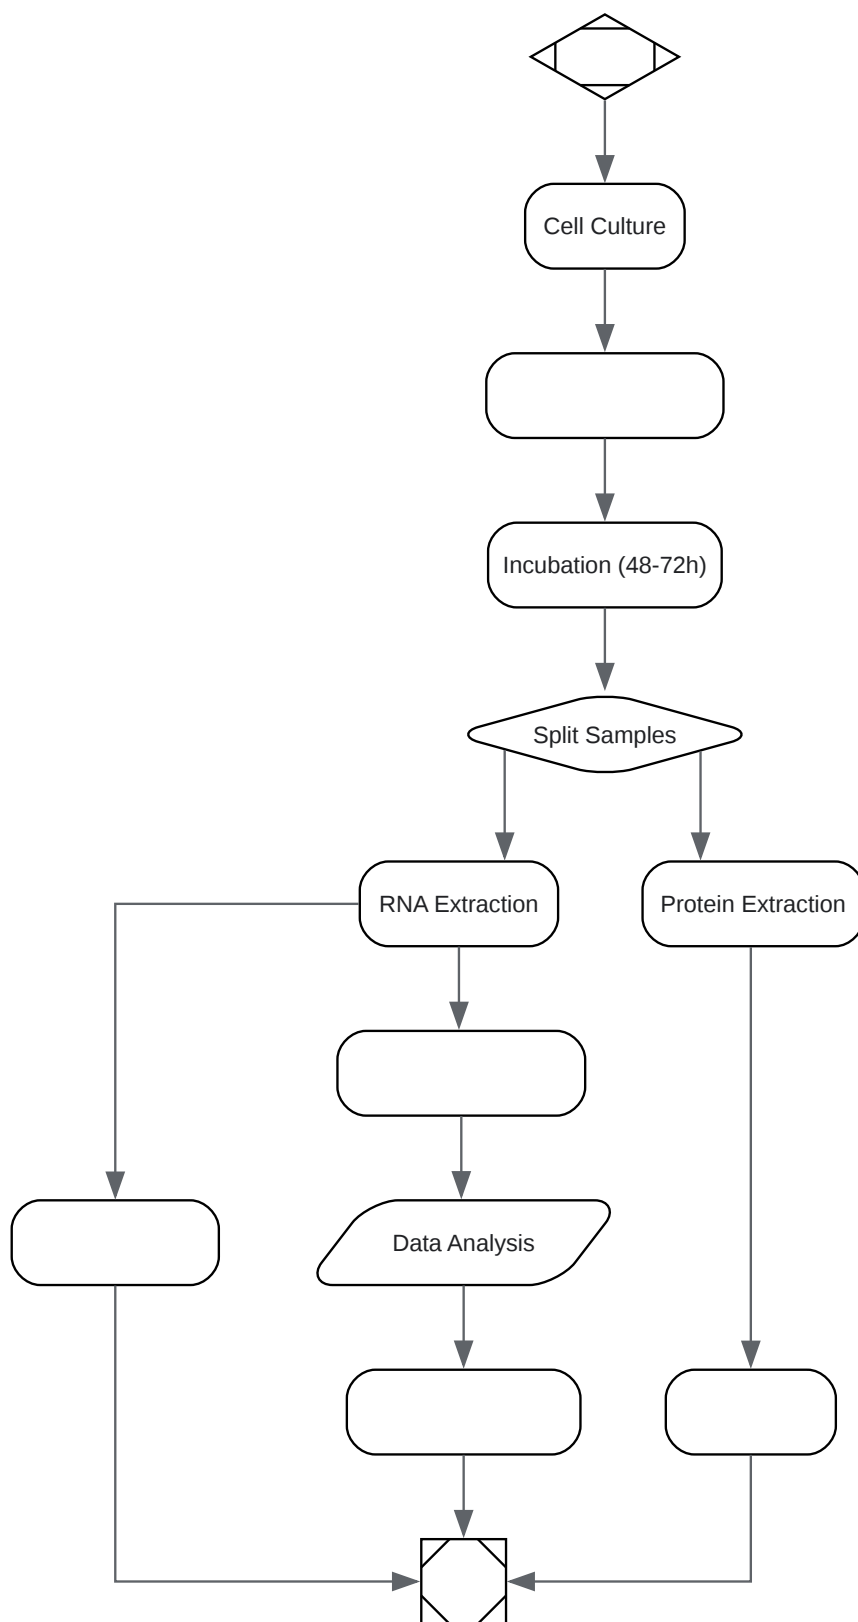 Cell Culture
Incubation (48-72h)
Split Samples
RNA Extraction
Protein Extraction
Data Analysis